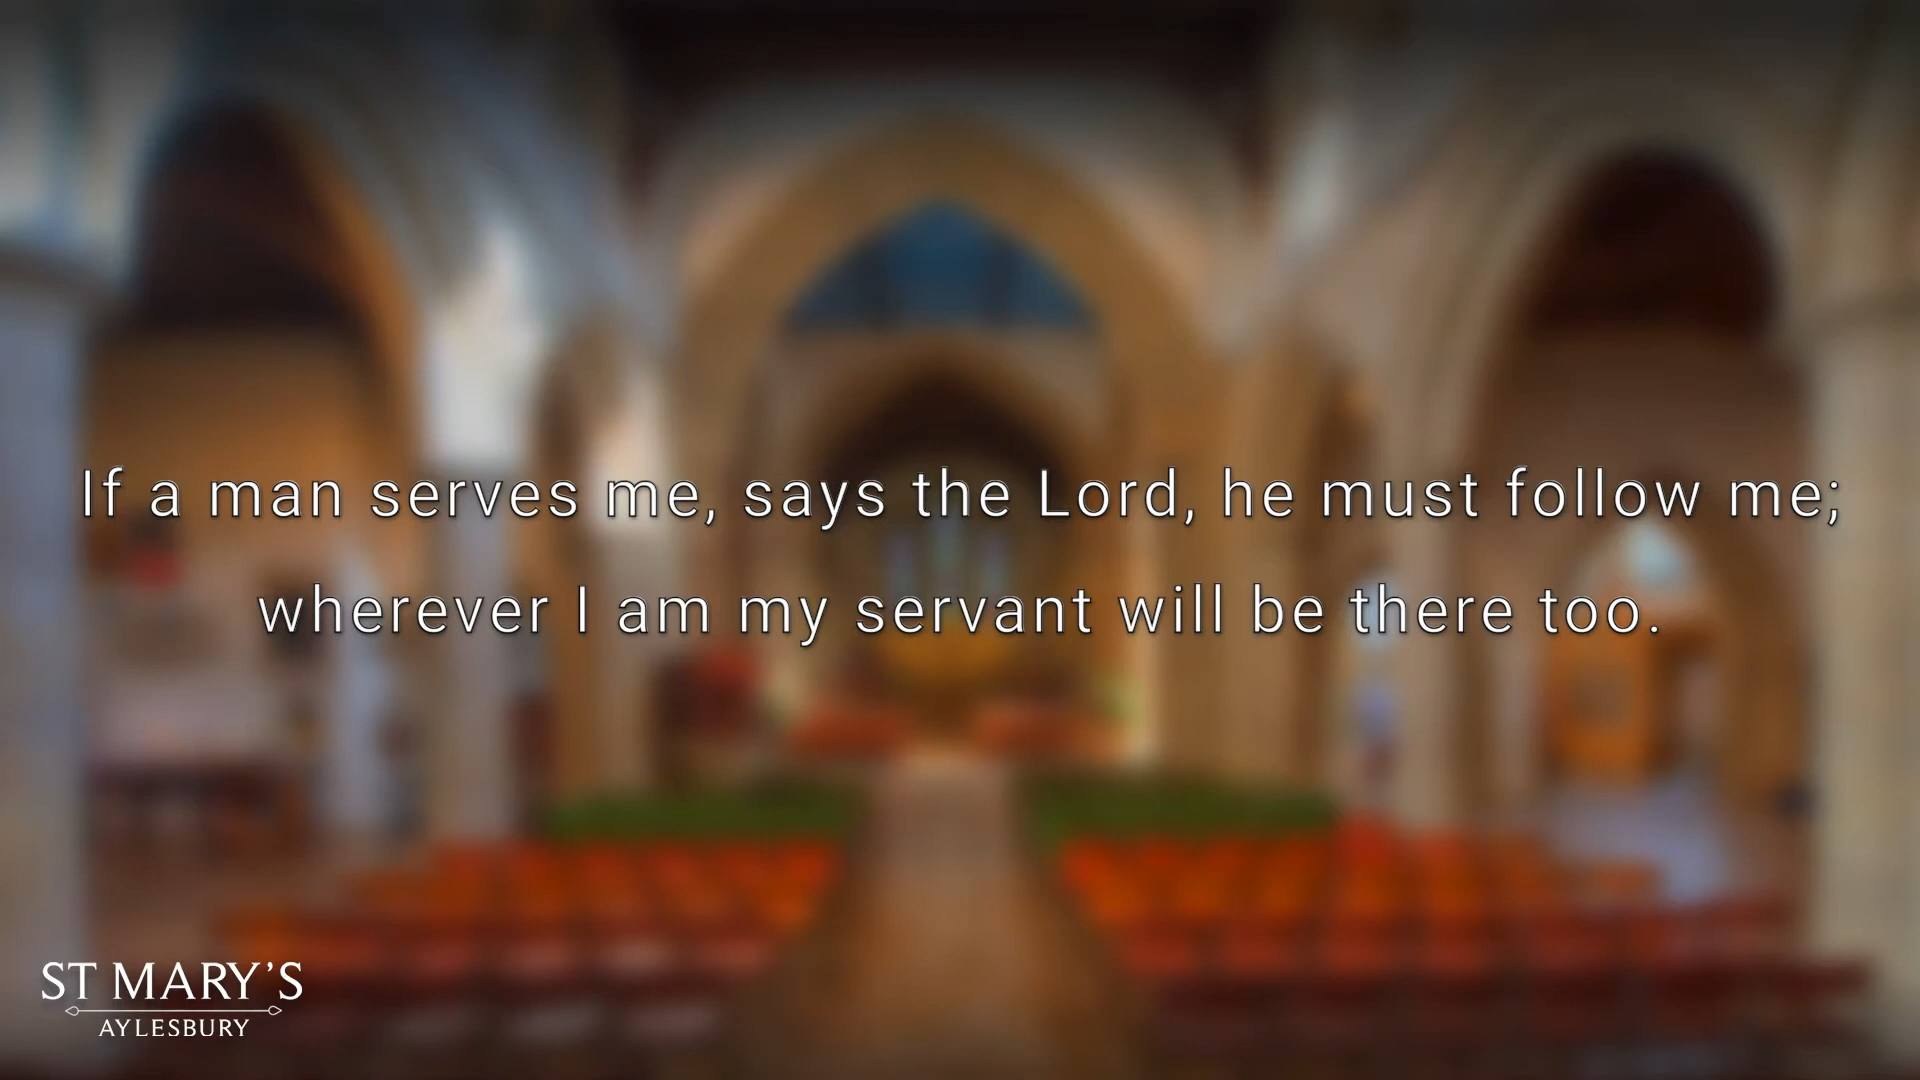 If a man serves me, says the Lord, he must follow me;
wherever I am my servant will be there too.
ST MARY'S
AYLESBURY